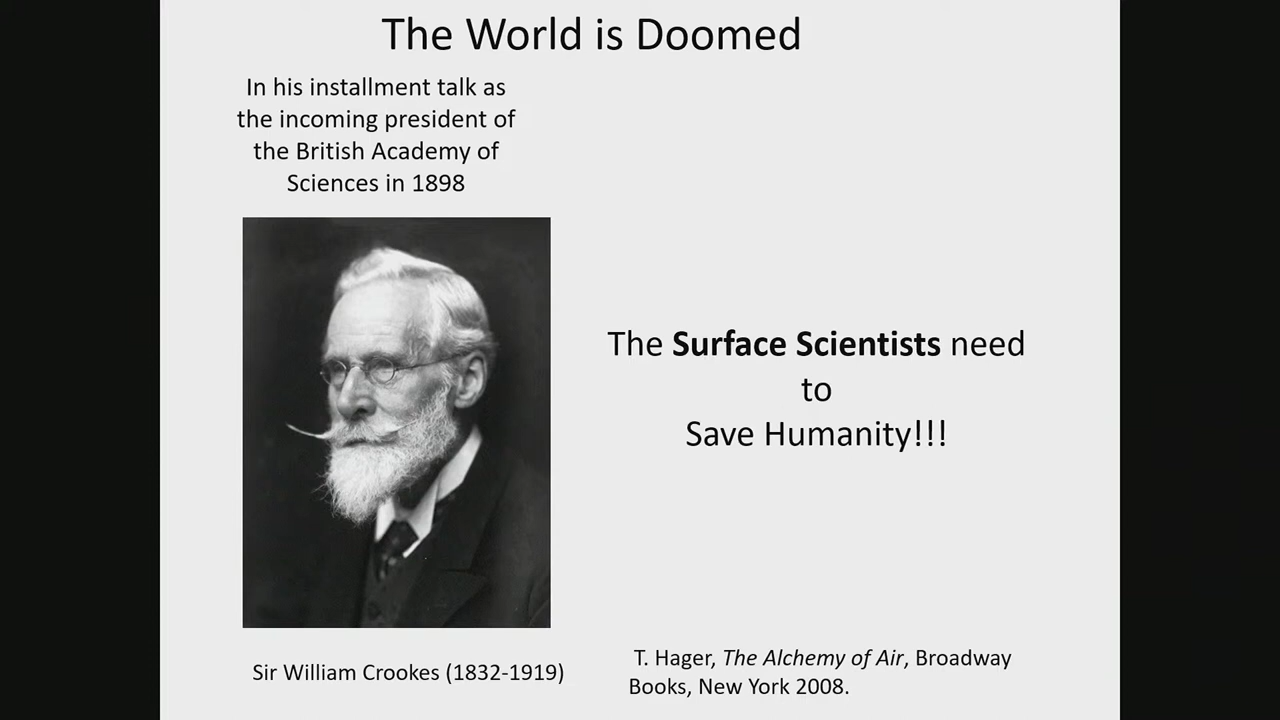 The World is Doomed
In his installment talk as
the incoming president of
the British Academy of
Sciences in 1898
The Surface Scientists need
to
Save Humanity!!!
Sir William Crookes (1832-1919)
T. Hager, The Alchemy of Air, Broadway
Books, New York 2008.